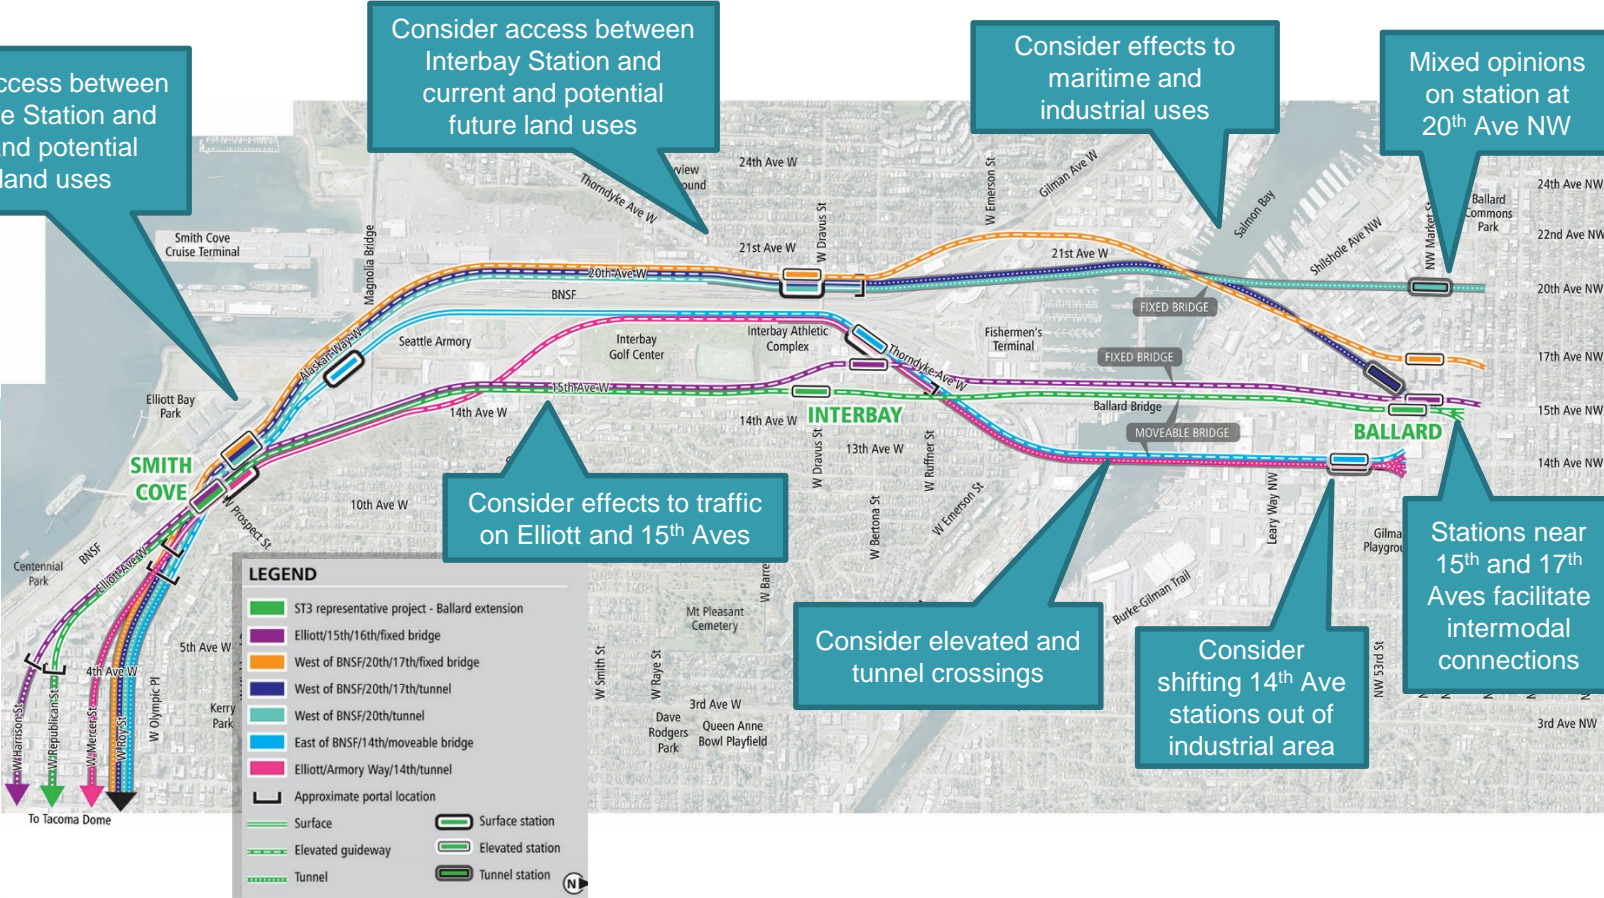 Consider access between
Interbay Station and
current and potential
future land uses
Consider effects to
maritime and
industrial uses
Mixed opinions
on station at
20th Ave NW
access between
Station and
and potential
land uses
24th Ave W
Thorndyke Ave W
21st Ave W
W Dravus St
W Emerson St
Gilman Ave W
Salmon Bay
Shilshole Ave NW
NW Market St
Ballard
Commons
Park
24th Ave NW
22nd Ave NW
20th Ave NW
17th Ave NW
15th Ave NW
14th Ave NW
3rd Ave NW
Smith Cove
Cruise Terminal
Magnolia Bridge
20th Ave W
BNSF
21st Ave W
FIXED BRIDGE
Alaskan Way W
Seattle Armory
Interbay
Golf Center
Interbay Athletic
Complex
Thorndyke Ave W
Fishermen's
Terminal
FIXED BRIDGE
Elliott Bay
Park
15th Ave W
14th Ave W
14th Ave W
INTERBAY
Ballard Bridge
MOVEABLE BRIDGE
BALLARD
SMITH
COVE
W Prospect St
10th Ave W
W Dravus St
13th Ave W
W Ruffner St
W Bertona St
W Emerson St
Leary Way NW
Playgrou
Consider effects to traffic
on Elliott and 15th Aves
Consider elevated and
tunnel crossings
Consider
shifting 14th Ave
stations out of
industrial area
Stations near
15th and 17th
Aves facilitate
intermodal
connections
Burke-Gilman Trail
NW 53rd St
Centennial
Park
BNSF
Elliott Ave W
5th Ave W
4th Ave W
W Olympic Pl
Kerry
Park
W Harrison St
W Republican St
W Mercer St
W Roy St
To Tacoma Dome
Mt Pleasant
Cemetery
W Smith St
W Raye St
3rd Ave W
Dave
Rodgers
Park
Queen Anne
Bowl Playfield
LEGEND
ST3 representative project - Ballard extension
Elliott/15th/16th/fixed bridge
West of BNSF/20th/17th/fixed bridge
West of BNSF/20th/17th/tunnel
West of BNSF/20th/tunnel
East of BNSF/14th/moveable bridge
Elliott/Armory Way/14th/tunnel
Approximate portal location
Surface
Surface station
Elevated guideway
Elevated station
Tunnel
Tunnel station
N